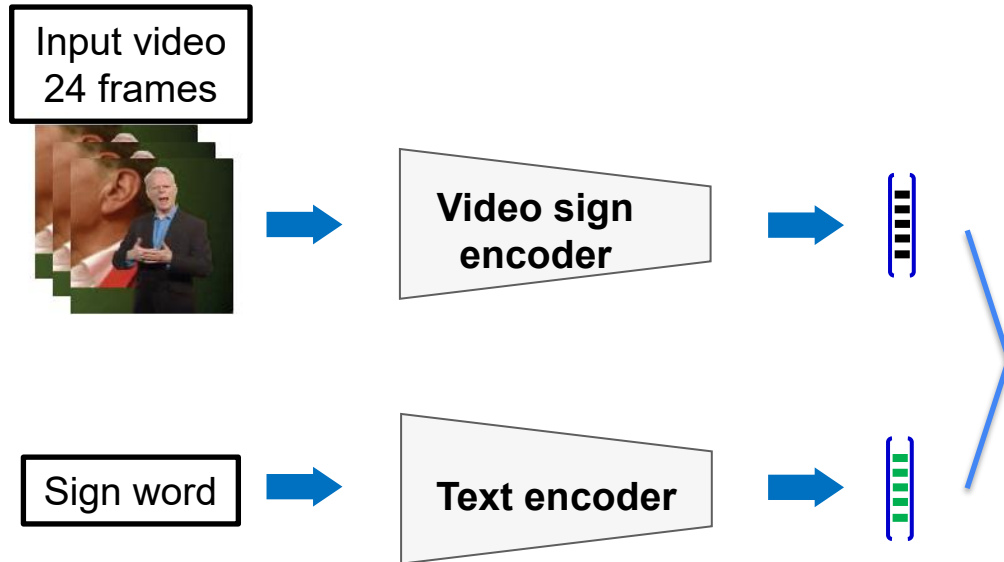 Input video
24 frames
Video sign
encoder
Sign word
Text encoder